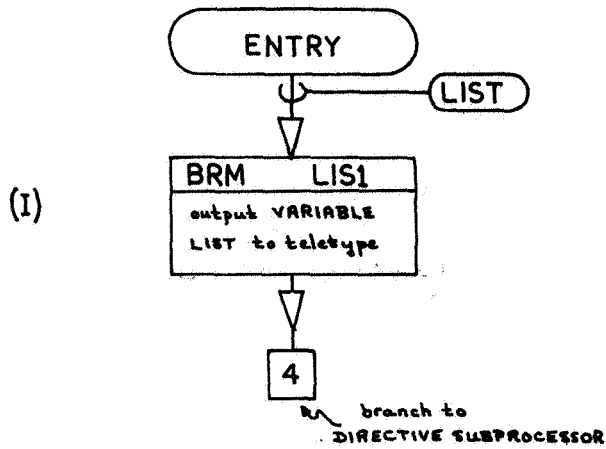 ENTRY
LIST
BRM LIS1
(I)
output VARIABLE
LIST to teletype
4
branch to
DIRECTIVE SUBPROCESSOR